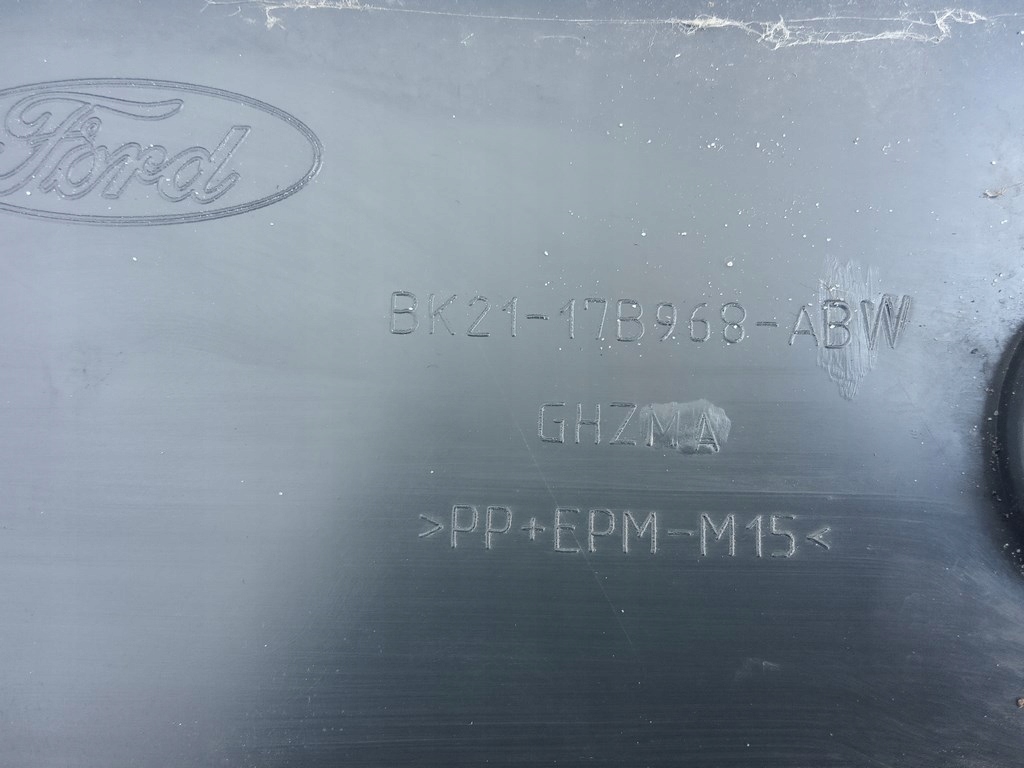 Ford
BK21-17B968-ABW
GHZMA
>PP+EPM-M15<